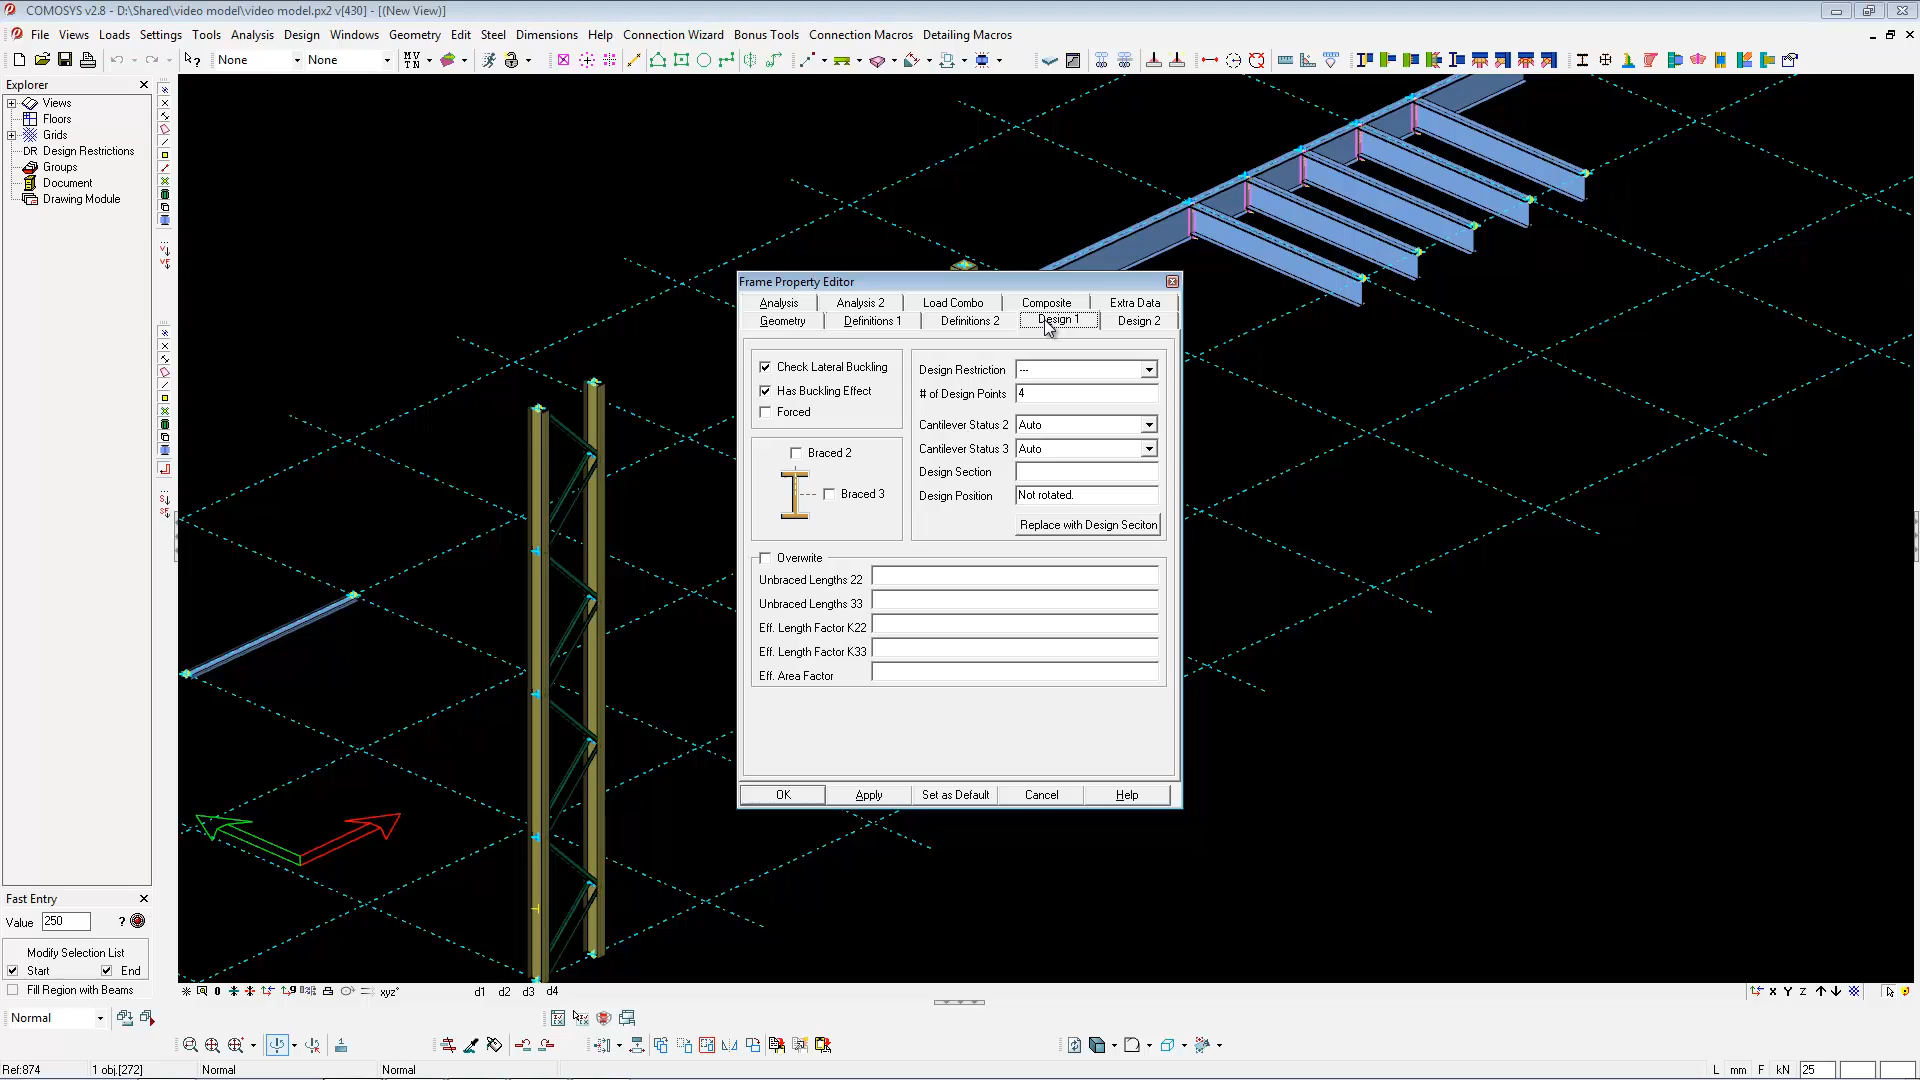 COMOSYS v2.8 - D:\Shared\video model\video model.px2 v[430] - [(New View)]
File Views Loads Settings Tools Analysis Design Windows Geometry Edit Steel Dimensions Help Connection Wizard Bonus Tools Connection Macros Detailing Macros
None None
Explorer
Views
Floors
Grids
DR Design Restrictions
Groups
Document
Drawing Module
Frame Property Editor
Analysis Analysis 2 Load Combo Composite Extra Data
Geometry Definitions 1 Definitions 2 Design 1 Design 2
Check Lateral Buckling
Has Buckling Effect
Forced
Braced 2
Braced 3
Design Restriction ---
# of Design Points 4
Cantilever Status 2 Auto
Cantilever Status 3 Auto
Design Section
Design Position Not rotated.
Replace with Design Seciton
Overwrite
Unbraced Lengths 22
Unbraced Lengths 33
Eff. Length Factor K22
Eff. Length Factor K33
Eff. Area Factor
OK Apply Set as Default Cancel Help
Fast Entry
Value 250 ?
Modify Selection List
Start End
Fill Region with Beams
xyz° d1 d2 d3 d4 X Y Z
Normal
Ref:874 1 obj.[272] Normal Normal L mm F kN 25